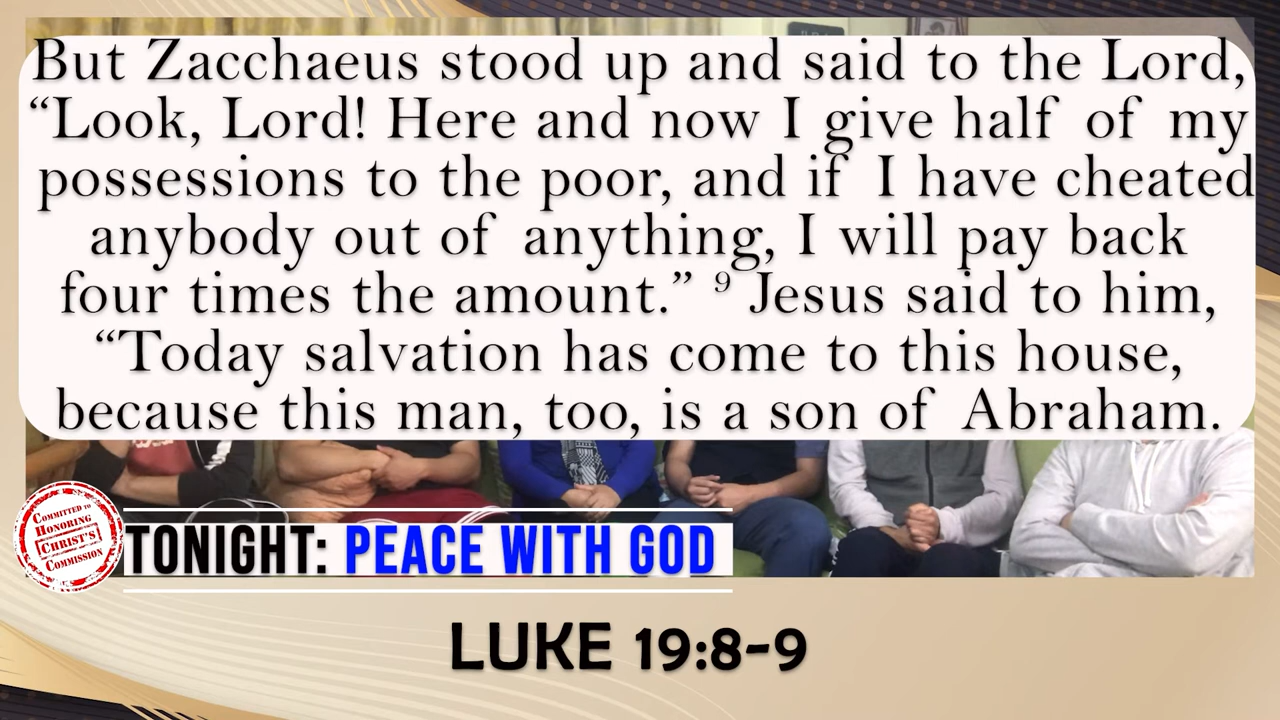 But Zacchaeus stood up and said to the Lord,
“Look, Lord! Here and now I give half of my
possessions to the poor, and if I have cheated
anybody out of anything, I will pay back
four times the amount.” ⁹ Jesus said to him,
“Today salvation has come to this house,
because this man, too, is a son of Abraham.
COMMITTED TO
HONORING
CHRIST'S
COMMISSION
TONIGHT: PEACE WITH GOD
LUKE 19:8-9